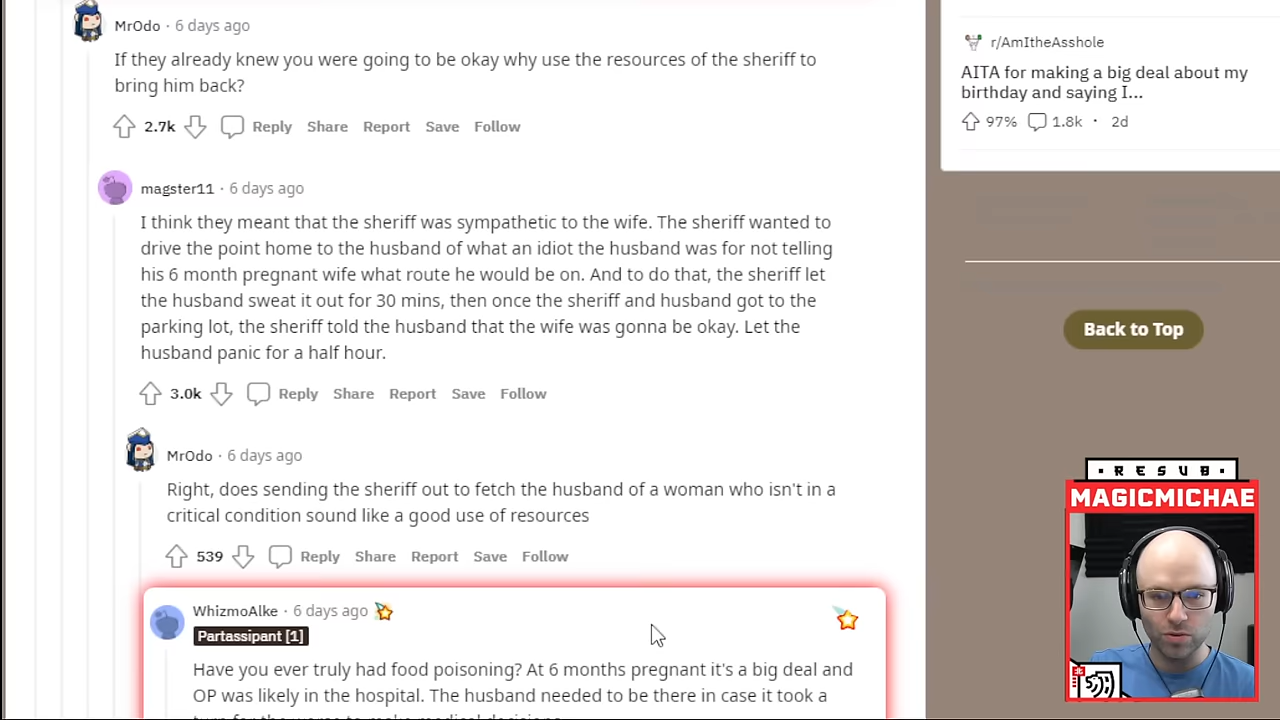 MrOdo · 6 days ago
If they already knew you were going to be okay why use the resources of the sheriff to
bring him back?
2.7k Reply Share Report Save Follow
magster11 · 6 days ago
I think they meant that the sheriff was sympathetic to the wife. The sheriff wanted to
drive the point home to the husband of what an idiot the husband was for not telling
his 6 month pregnant wife what route he would be on. And to do that, the sheriff let
the husband sweat it out for 30 mins, then once the sheriff and husband got to the
parking lot, the sheriff told the husband that the wife was gonna be okay. Let the
husband panic for a half hour.
3.0k Reply Share Report Save Follow
MrOdo · 6 days ago
Right, does sending the sheriff out to fetch the husband of a woman who isn't in a
critical condition sound like a good use of resources
539 Reply Share Report Save Follow
WhizmoAlke · 6 days ago
Partassipant [1]
Have you ever truly had food poisoning? At 6 months pregnant it's a big deal and
OP was likely in the hospital. The husband needed to be there in case it took a
turn for the worse to make medical decisions.
r/AmItheAsshole
AITA for making a big deal about my
birthday and saying I...
97% 1.8k · 2d
Back to Top
· RESUB ·
MAGICMICHAE